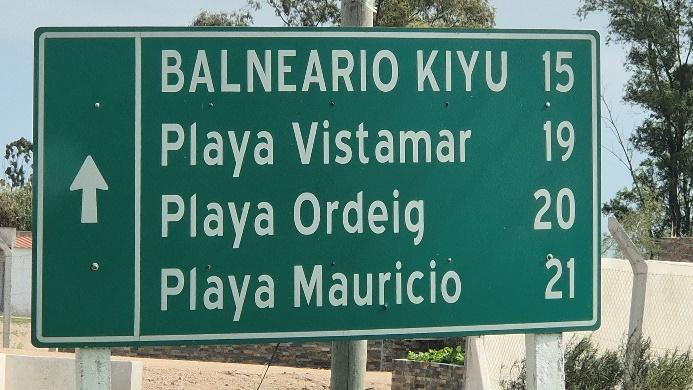 BALNEARIO KIYU 15
Playa Vistamar 19
Playa Ordeig 20
Playa Mauricio 21